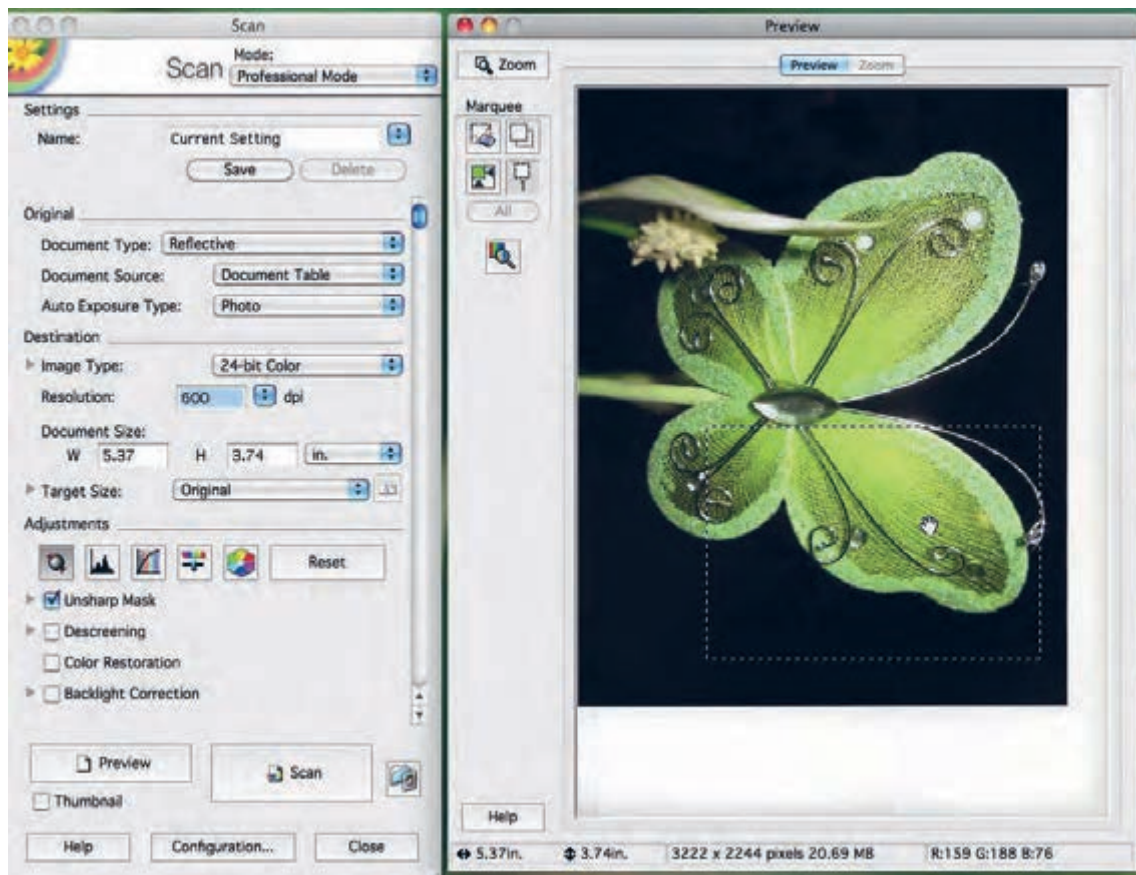 Scan
Mode:
Scan Professional Mode
Settings
Name: Current Setting
Save Delete
Original
Document Type: Reflective
Document Source: Document Table
Auto Exposure Type: Photo
Destination
Image Type: 24-bit Color
Resolution: 600 dpi
Document Size:
W 5.37 H 3.74 in.
Target Size: Original
Adjustments
Reset
Unsharp Mask
Descreening
Color Restoration
Backlight Correction
Preview Scan
Thumbnail
Help Configuration... Close
Preview
Zoom
Preview Zoom
Marquee
All
Help
5.37in. 3.74in. 3222 x 2244 pixels 20.69 MB R:159 G:188 B:76